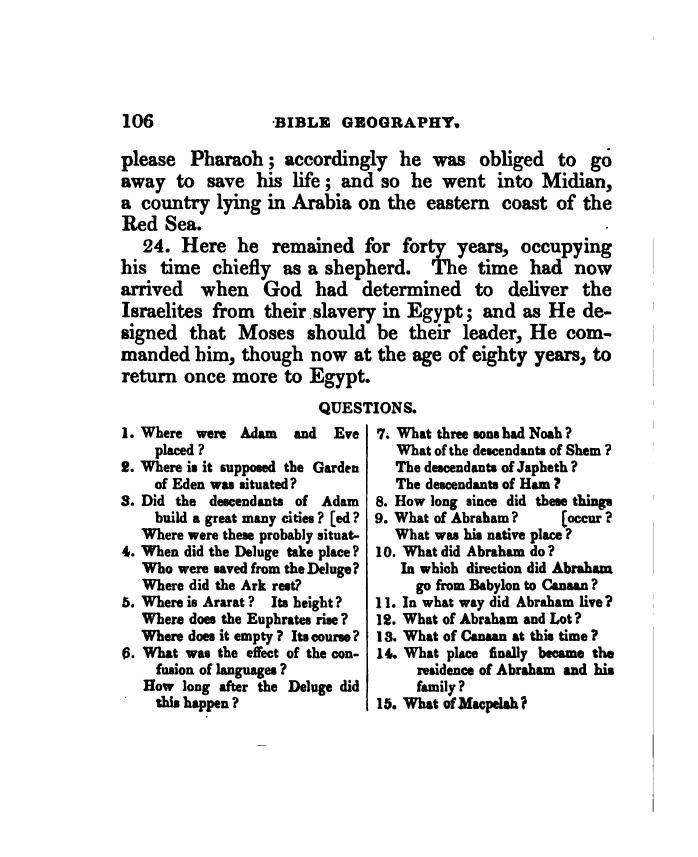 106 BIBLE GEOGRAPHY.
please Pharaoh; accordingly he was obliged to go
away to save his life; and so he went into Midian,
a country lying in Arabia on the eastern coast of the
Red Sea.
24. Here he remained for forty years, occupying
his time chiefly as a shepherd. The time had now
arrived when God had determined to deliver the
Israelites from their slavery in Egypt; and as He de-
signed that Moses should be their leader, He com-
manded him, though now at the age of eighty years, to
return once more to Egypt.
QUESTIONS.
1. Where were Adam and Eve
placed?
2. Where is it supposed the Garden
of Eden was situated?
3. Did the descendants of Adam
build a great many cities? [ed?
Where were these probably situat-
4. When did the Deluge take place?
Who were saved from the Deluge?
Where did the Ark rest?
5. Where is Ararat? Its height?
Where does the Euphrates rise?
Where does it empty? Its course?
6. What was the effect of the con-
fusion of languages?
How long after the Deluge did
this happen?
7. What three sons had Noah?
What of the descendants of Shem?
The descendants of Japheth?
The descendants of Ham?
8. How long since did these things
9. What of Abraham? [occur?
What was his native place?
10. What did Abraham do?
In which direction did Abraham
go from Babylon to Canaan?
11. In what way did Abraham live?
12. What of Abraham and Lot?
13. What of Canaan at this time?
14. What place finally became the
residence of Abraham and his
family?
15. What of Macpelah?